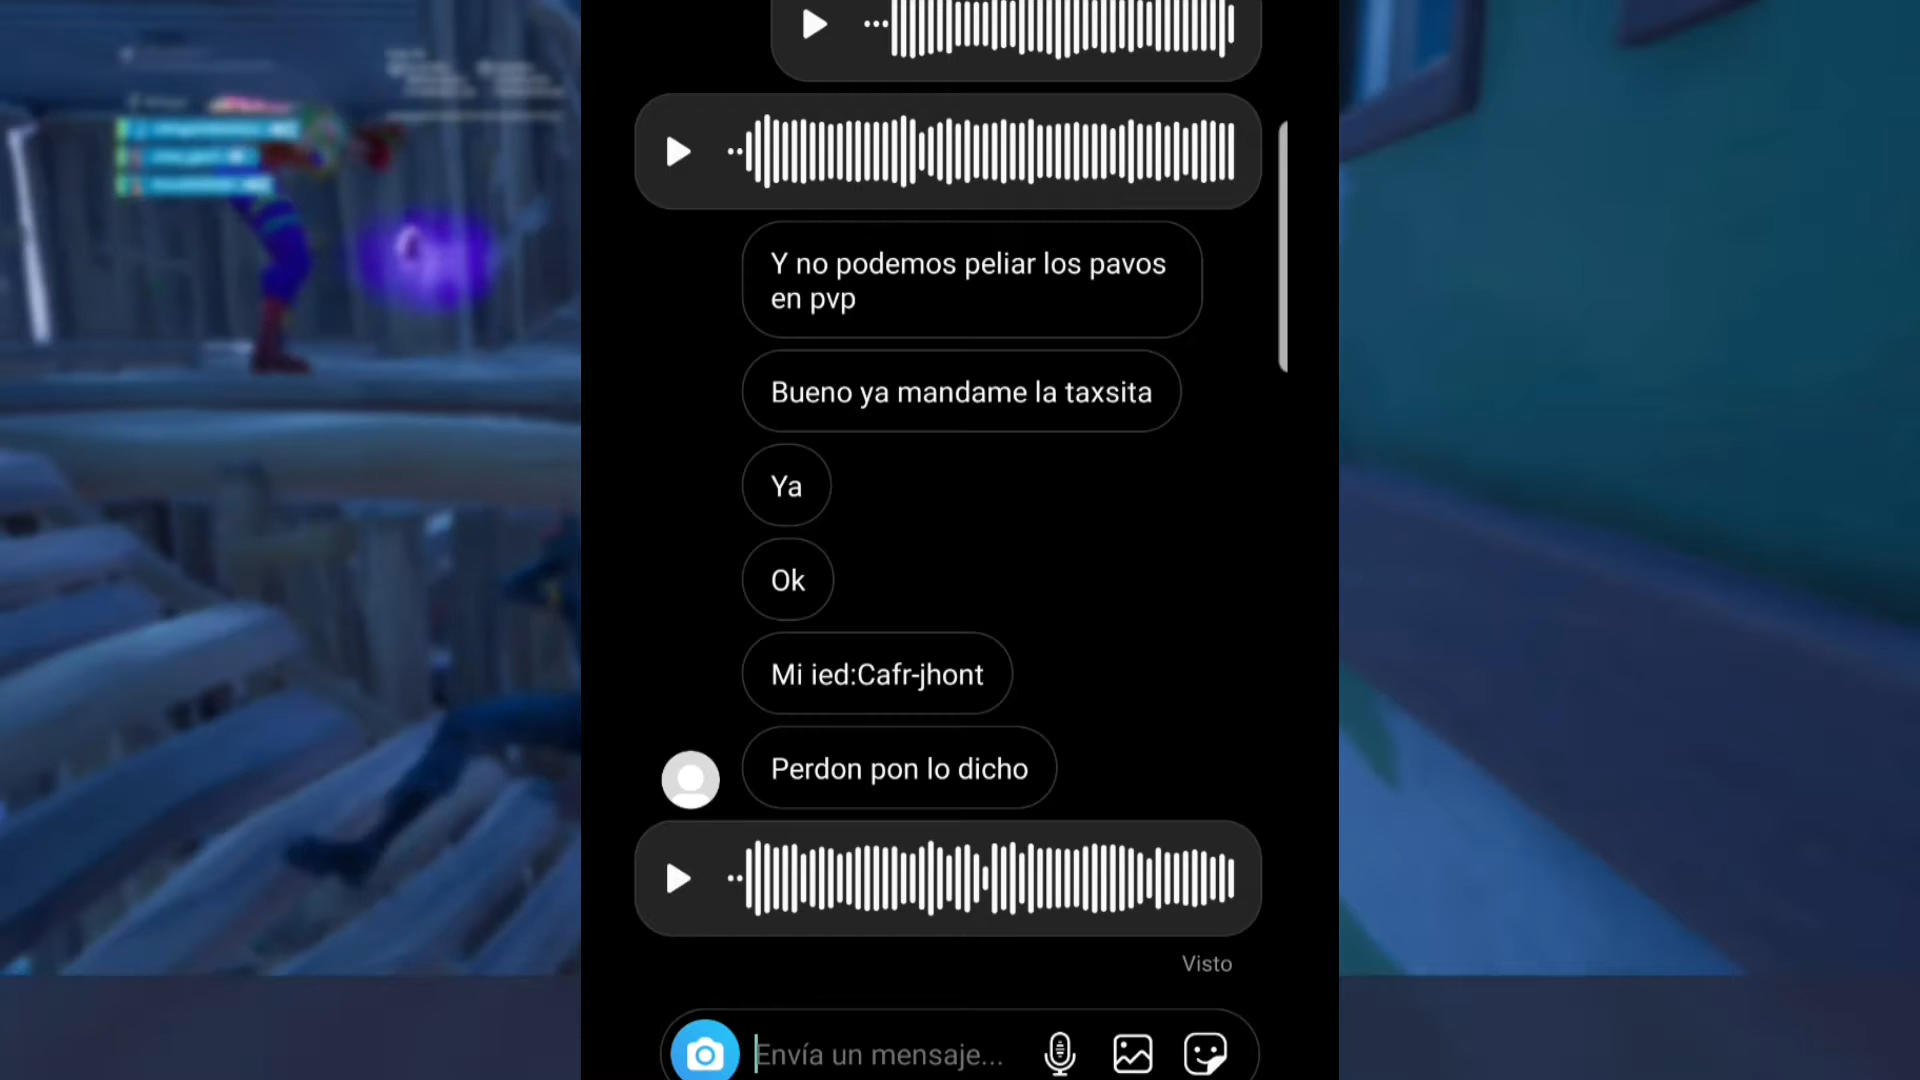 Y no podemos peliar los pavos
en pvp
Bueno ya mandame la taxsita
Ya
Ok
Mi ied:Cafr-jhont
Perdon pon lo dicho
Visto
Envía un mensaje...